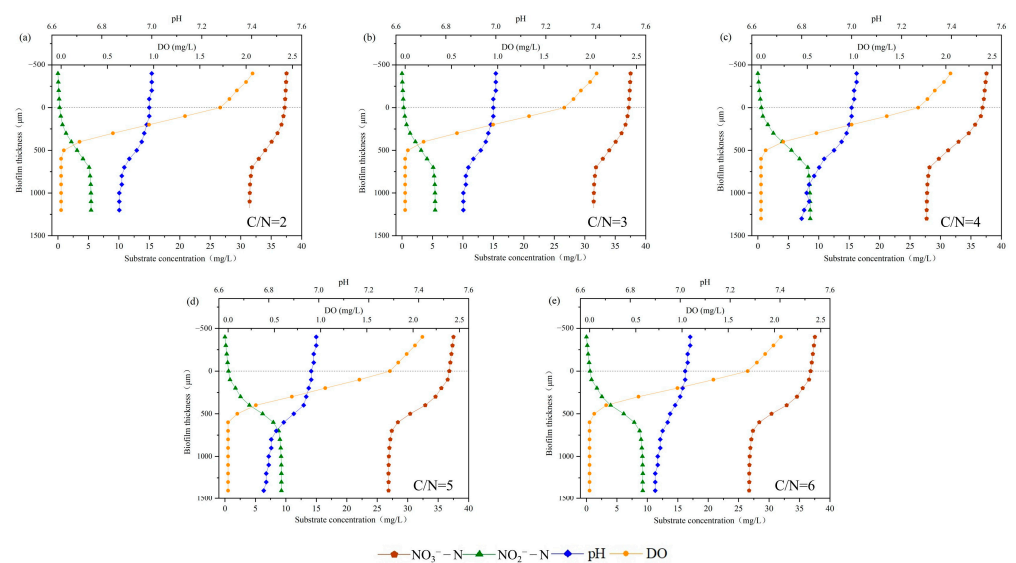 pH
pH
pH
6.6 6.8 7.0 7.2 7.4 7.6
6.6 6.8 7.0 7.2 7.4 7.6
6.6 6.8 7.0 7.2 7.4 7.6
(a)
DO (mg/L)
(b)
DO (mg/L)
(c)
DO (mg/L)
0.0 0.5 1.0 1.5 2.0 2.5
0.0 0.5 1.0 1.5 2.0 2.5
0.0 0.5 1.0 1.5 2.0 2.5
Biofilm thickness (μm)
-500
0
500
1000
1500
C/N=2
Biofilm thickness (μm)
-500
0
500
1000
1500
C/N=3
Biofilm thickness (μm)
-500
0
500
1000
1500
C/N=4
0 5 10 15 20 25 30 35 40
0 5 10 15 20 25 30 35 40
0 5 10 15 20 25 30 35 40
Substrate concentration (mg/L)
Substrate concentration (mg/L)
Substrate concentration (mg/L)
pH
pH
6.6 6.8 7.0 7.2 7.4 7.6
6.6 6.8 7.0 7.2 7.4 7.6
(d)
DO (mg/L)
(e)
DO (mg/L)
0.0 0.5 1.0 1.5 2.0 2.5
0.0 0.5 1.0 1.5 2.0 2.5
Biofilm thickness (μm)
-500
0
500
1000
1500
C/N=5
Biofilm thickness (μm)
-500
0
500
1000
1500
C/N=6
0 5 10 15 20 25 30 35 40
0 5 10 15 20 25 30 35 40
Substrate concentration (mg/L)
Substrate concentration (mg/L)
NO₃⁻–N NO₂⁻–N pH DO